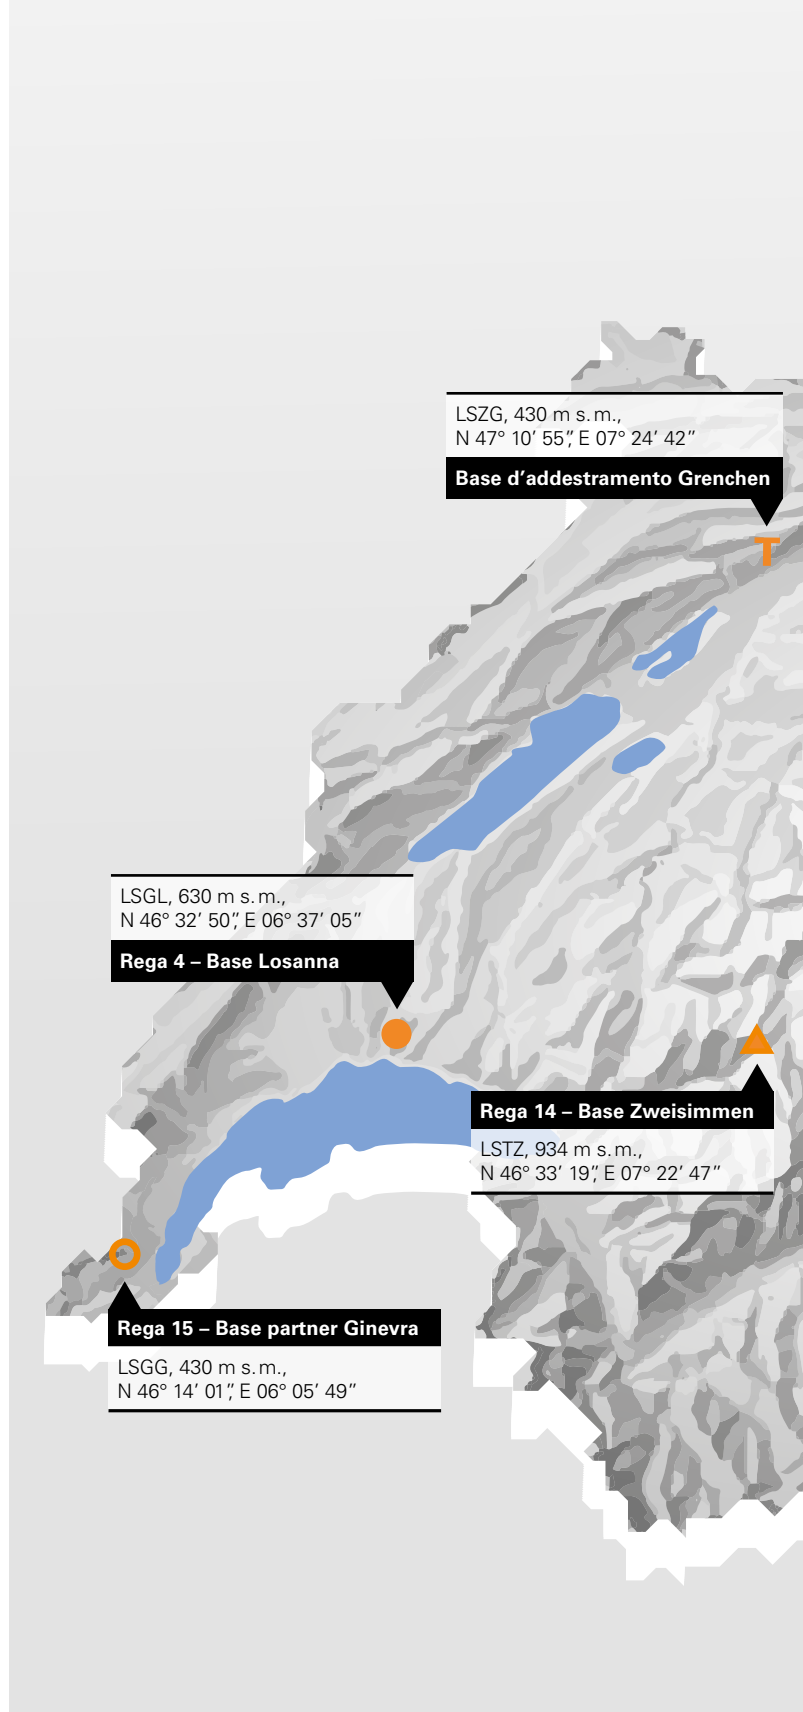 LSZG, 430 m s. m.,
N 47° 10’ 55”, E 07° 24’ 42”
Base d’addestramento Grenchen
T
LSGL, 630 m s. m.,
N 46° 32’ 50”, E 06° 37’ 05”
Rega 4 – Base Losanna
Rega 14 – Base Zweisimmen
LSTZ, 934 m s. m.,
N 46° 33’ 19”, E 07° 22’ 47”
Rega 15 – Base partner Ginevra
LSGG, 430 m s. m.,
N 46° 14’ 01”, E 06° 05’ 49”